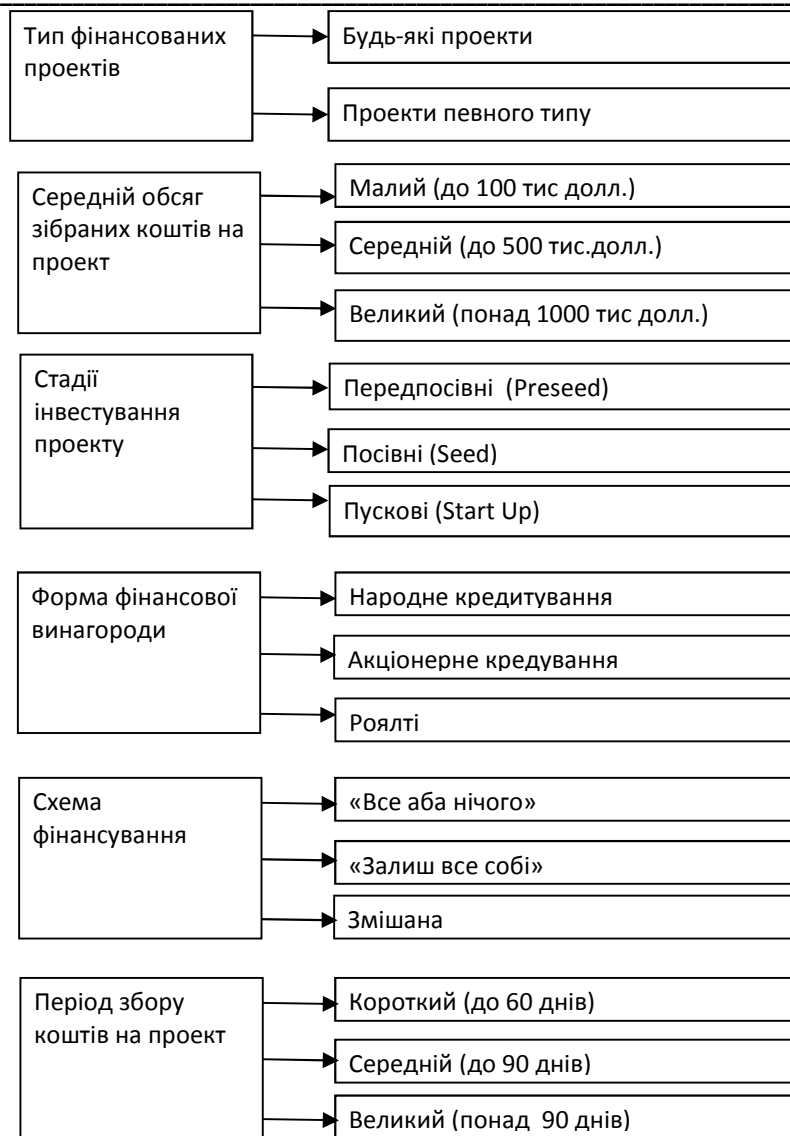 Тип фінансованих
проектів
Будь-які проекти
Проекти певного типу
Середній обсяг
зібраних коштів на
проект
Малий (до 100 тис долл.)
Середній (до 500 тис.долл.)
Великий (понад 1000 тис долл.)
Стадії
інвестування
проекту
Передпосівні (Preseed)
Посівні (Seed)
Пускові (Start Up)
Форма фінансової
винагороди
Народне кредитування
Акціонерне кредування
Роялті
Схема
фінансування
«Все аба нічого»
«Залиш все собі»
Змішана
Період збору
коштів на проект
Короткий (до 60 днів)
Середній (до 90 днів)
Великий (понад 90 днів)